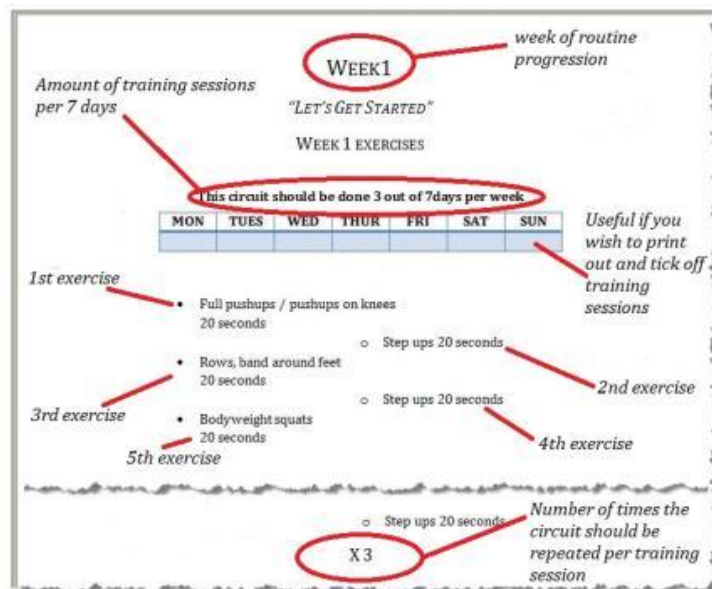 week of routine
progression
WEEK1
Amount of training sessions
per 7 days
"LET'S GET STARTED"
WEEK 1 EXERCISES
This circuit should be done 3 out of 7days per week
MON TUES WED THUR FRI SAT SUN
Useful if you
wish to print
out and tick off
training
sessions
1st exercise
• Full pushups / pushups on knees
20 seconds
o Step ups 20 seconds
2nd exercise
• Rows, band around feet
20 seconds
3rd exercise
o Step ups 20 seconds
4th exercise
• Bodyweight squats
20 seconds
5th exercise
o Step ups 20 seconds
Number of times the
circuit should be
repeated per training
session
X 3